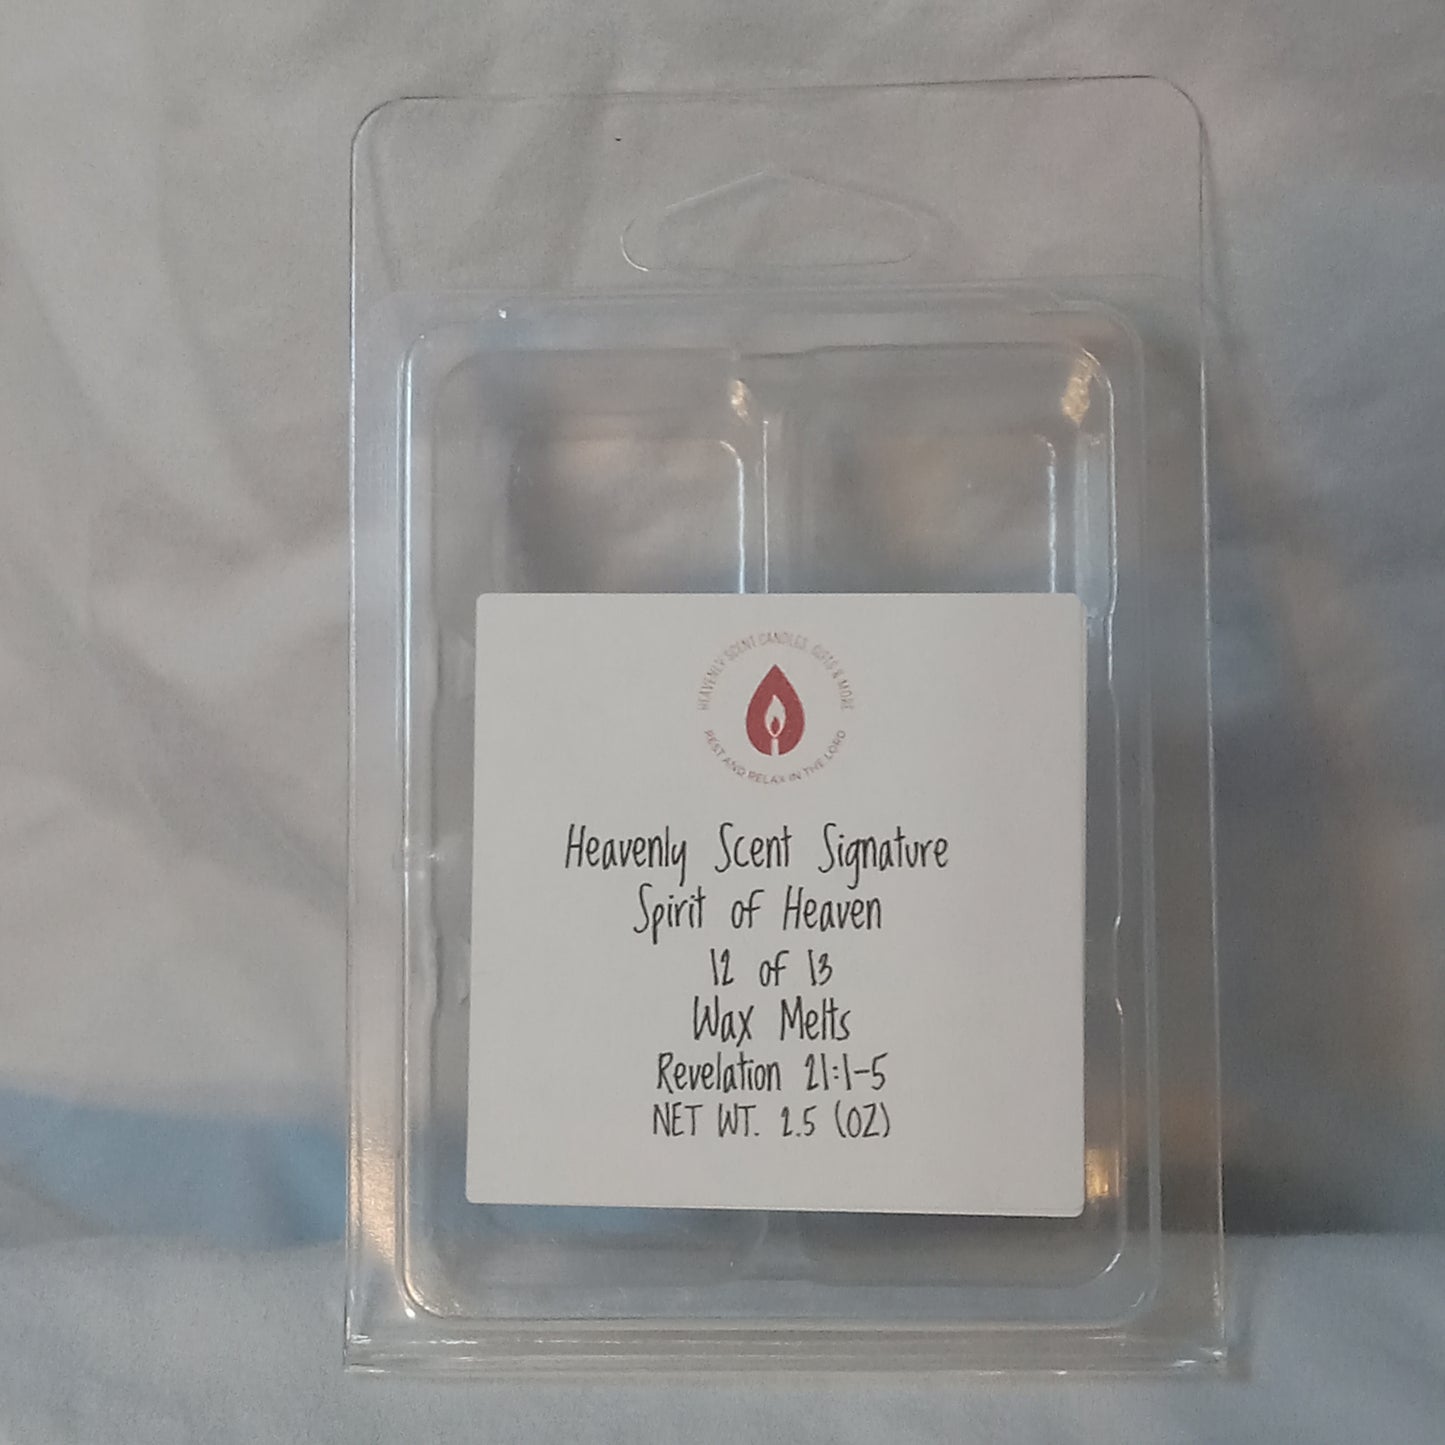 HEAVENLY SCENT CANDLES, GIFTS & MORE
REST AND RELAX IN THE LORD
Heavenly Scent Signature
Spirit of Heaven
12 of 13
Wax Melts
Revelation 21:1-5
NET WT. 2.5 (OZ)